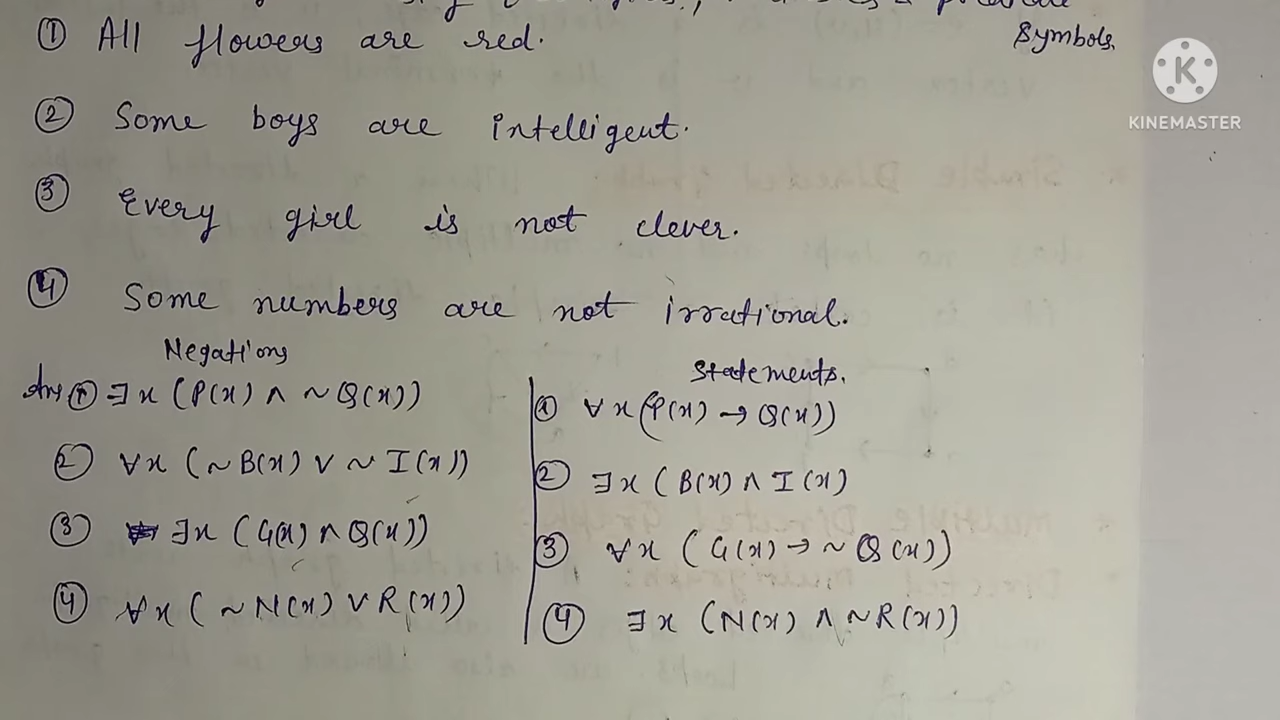 ① All flowers are red.
Symbols.
② Some boys are intelligent.
③ Every girl is not clever.
④ Some numbers are not irrational.
Negations
Ans ① ∃x (P(x) ∧ ~Q(x))
② ∀x (~B(x) ∨ ~I(x))
③ ∃x (G(x) ∧ Q(x))
④ ∀x (~N(x) ∨ R(x))
Statements.
① ∀x (P(x) → Q(x))
② ∃x (B(x) ∧ I(x)
③ ∀x (G(x) → ~Q(x))
④ ∃x (N(x) ∧ ~R(x))
K
KINEMASTER